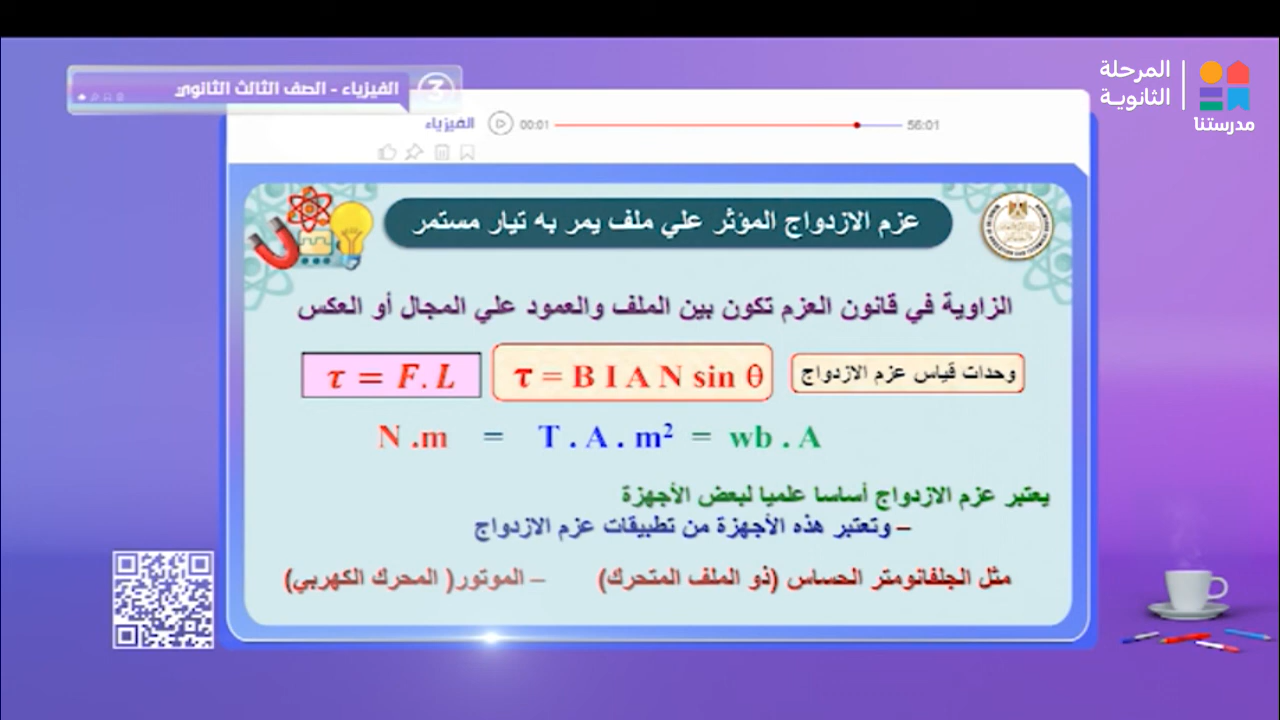 المرحلة
الثانوية
مدرستنا
3
الفيزياء - الصف الثالث الثانوي
الفيزياء
00:01
56:01
عزم الازدواج المؤثر علي ملف يمر به تيار مستمر
الزاوية في قانون العزم تكون بين الملف والعمود علي المجال أو العكس
وحدات قياس عزم الازدواج
τ = B I A N sin θ
τ = F. L
N .m = T . A . m² = wb . A
يعتبر عزم الازدواج أساسا علميا لبعض الأجهزة
– وتعتبر هذه الأجهزة من تطبيقات عزم الازدواج
مثل الجلفانومتر الحساس (ذو الملف المتحرك) – الموتور( المحرك الكهربي)